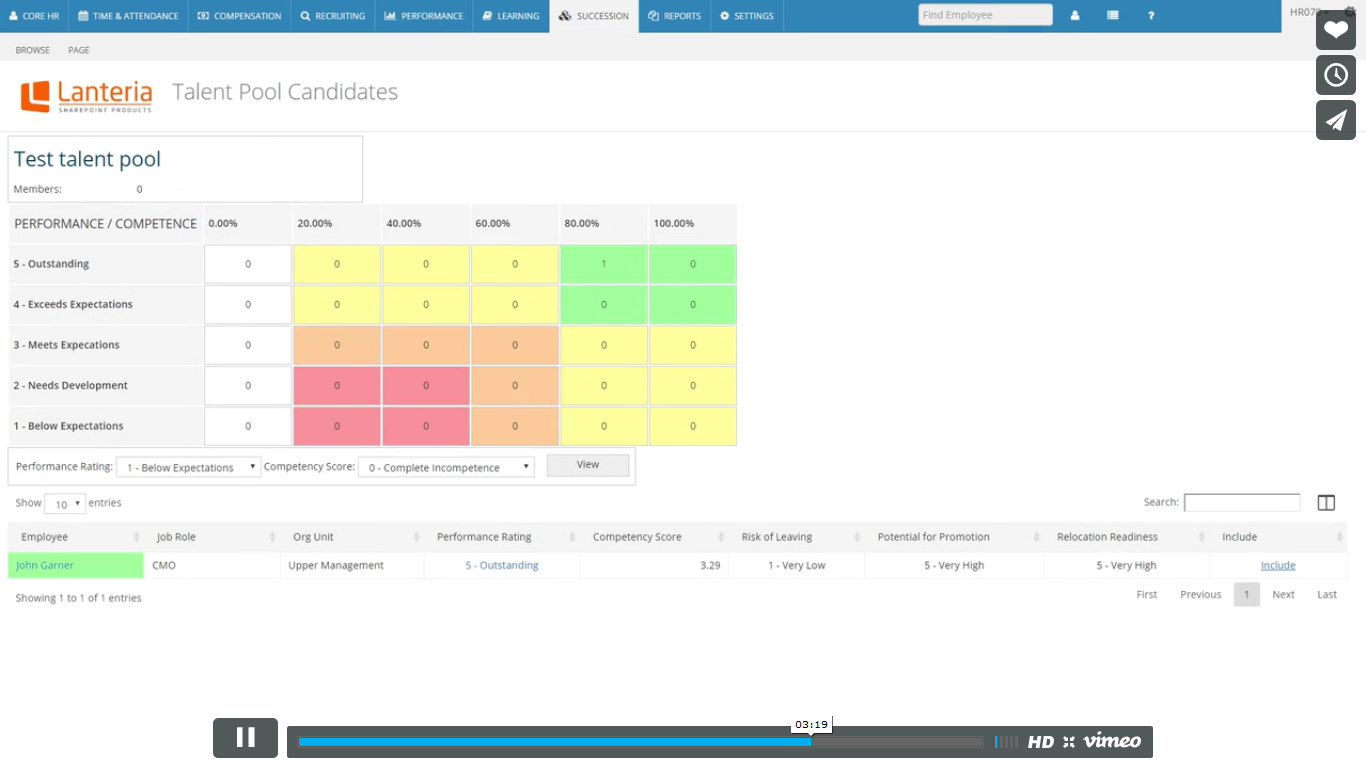 CORE HR TIME & ATTENDANCE COMPENSATION RECRUITING PERFORMANCE LEARNING SUCCESSION REPORTS SETTINGS Find Employee ?
BROWSE PAGE
Lanteria Talent Pool Candidates
SHAREPOINT PRODUCTS
Test talent pool
Members: 0
PERFORMANCE / COMPETENCE 0.00% 20.00% 40.00% 60.00% 80.00% 100.00%
5 - Outstanding 0 0 0 0 1 0
4 - Exceeds Expectations 0 0 0 0 0 0
3 - Meets Expecations 0 0 0 0 0 0
2 - Needs Development 0 0 0 0 0 0
1 - Below Expectations 0 0 0 0 0 0
Performance Rating: 1 - Below Expectations Competency Score: 0 - Complete Incompetence View
Show 10 entries Search:
Employee Job Role Org Unit Performance Rating Competency Score Risk of Leaving Potential for Promotion Relocation Readiness Include
John Garner CMO Upper Management 5 - Outstanding 3.29 1 - Very Low 5 - Very High 5 - Very High Include
Showing 1 to 1 of 1 entries First Previous 1 Next Last
03:19
HD vimeo